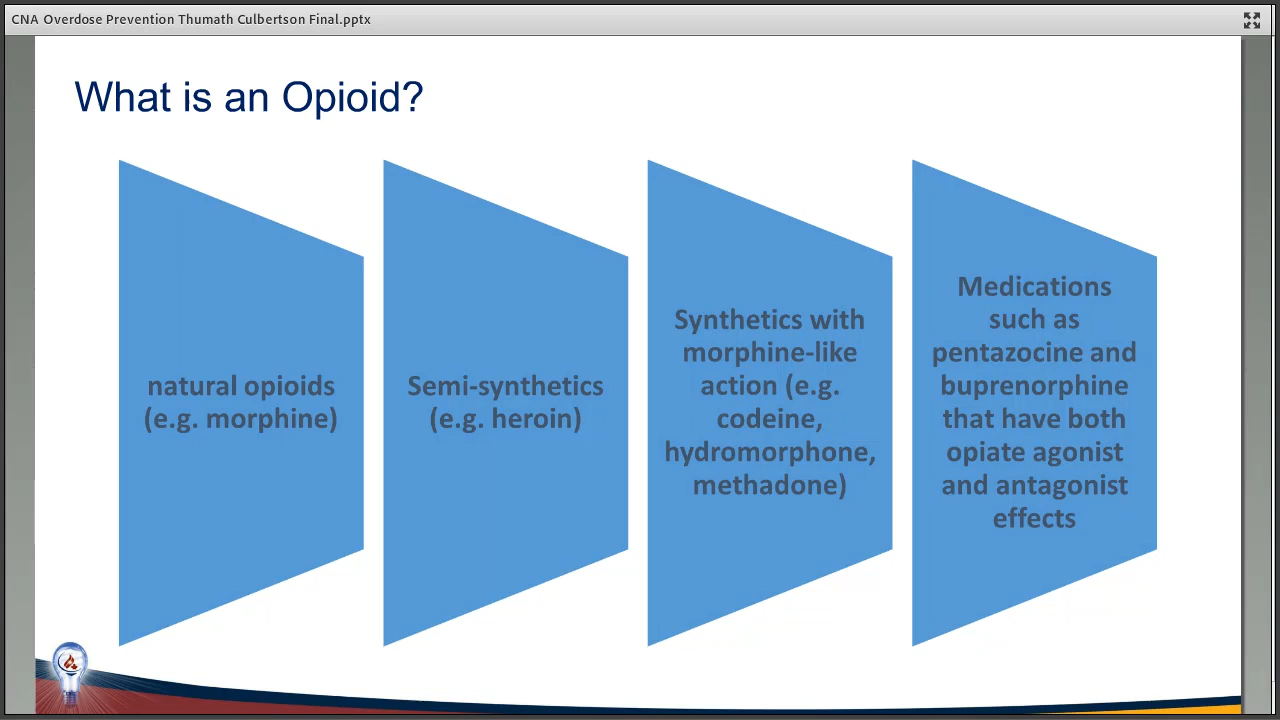 CNA Overdose Prevention Thumath Culbertson Final.pptx
What is an Opioid?
natural opioids
(e.g. morphine)
Semi-synthetics
(e.g. heroin)
Synthetics with
morphine-like
action (e.g.
codeine,
hydromorphone,
methadone)
Medications
such as
pentazocine and
buprenorphine
that have both
opiate agonist
and antagonist
effects